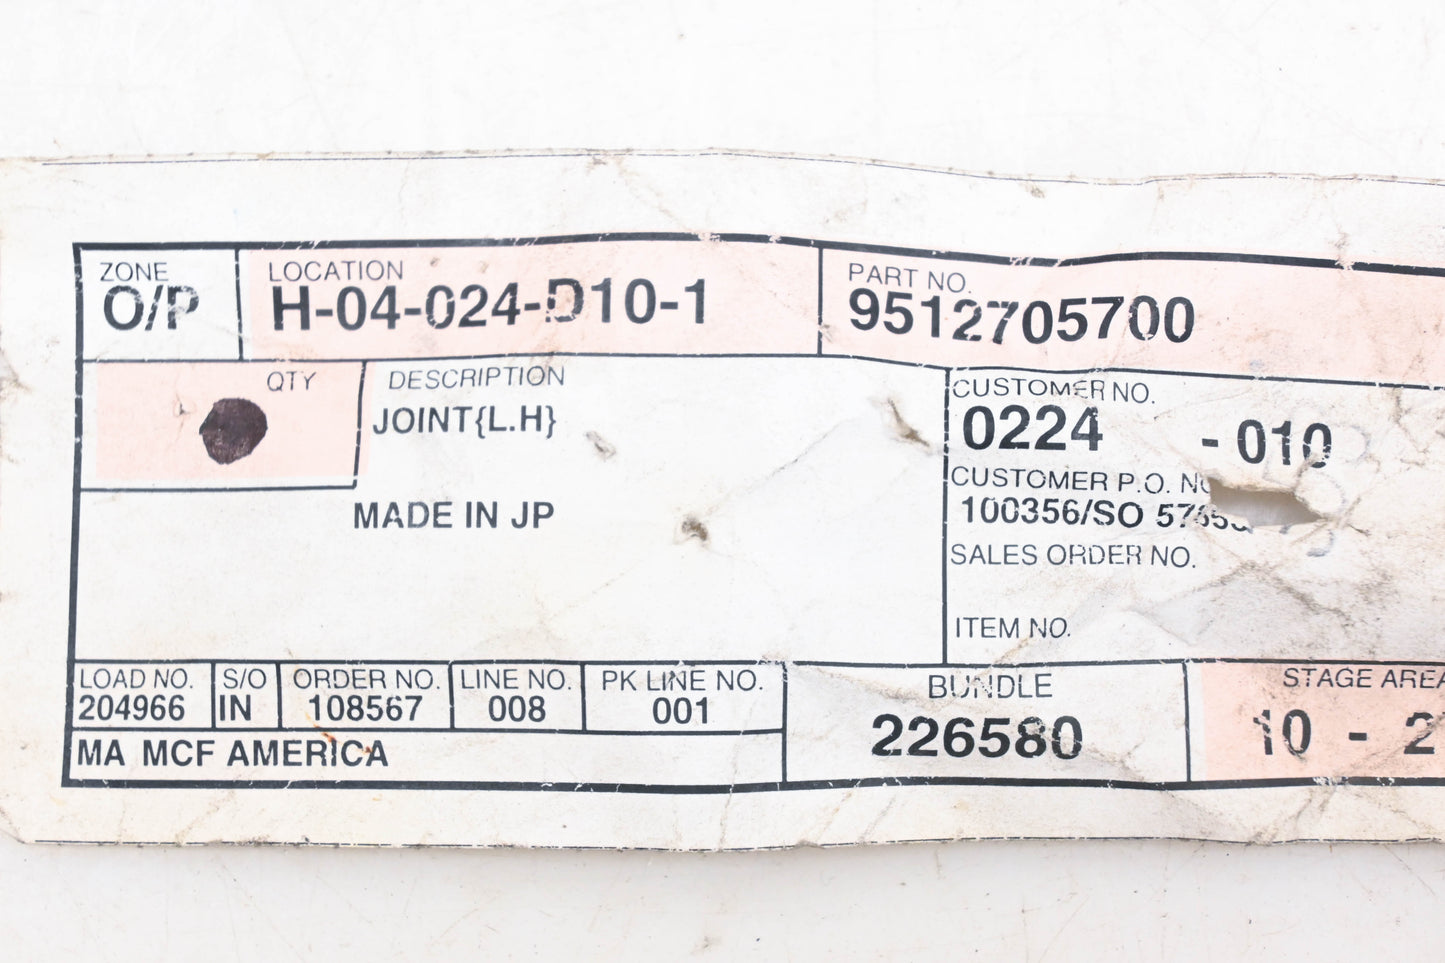 ZONE
O/P
LOCATION
H-04-024-D10-1
PART NO.
9512705700
QTY
DESCRIPTION
JOINT{L.H}
MADE IN JP
CUSTOMER NO.
0224 - 010
CUSTOMER P.O.
100356/SO
SALES ORDER NO.
ITEM NO.
LOAD NO.
204966
S/O
IN
ORDER NO.
108567
LINE NO.
008
PK LINE NO.
001
MA MCF AMERICA
BUNDLE
226580
STAGE AREA
10 -